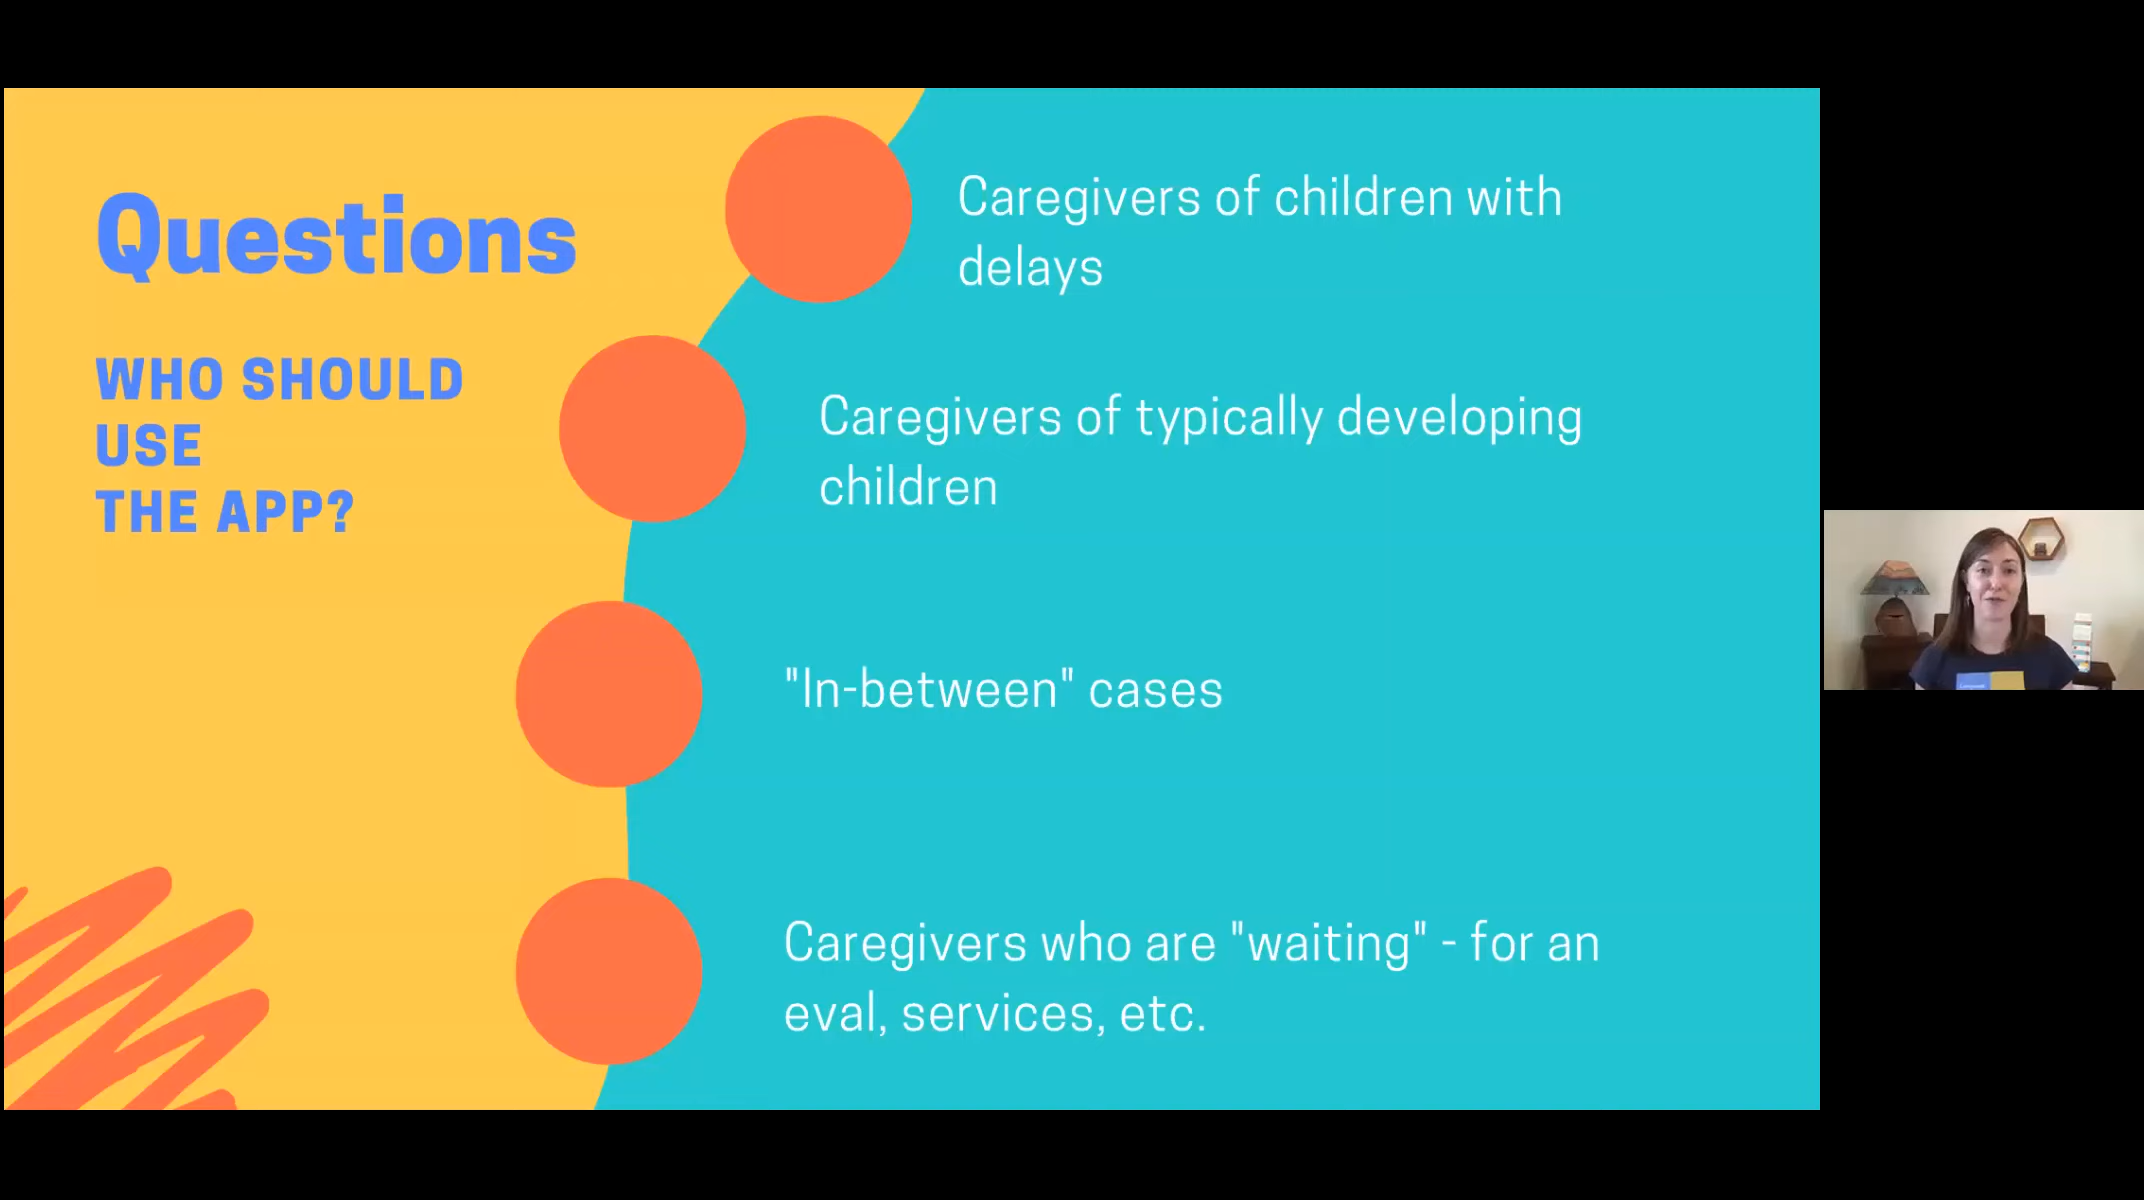 Questions
WHO SHOULD
USE
THE APP?
Caregivers of children with
delays
Caregivers of typically developing
children
"In-between" cases
Caregivers who are "waiting" - for an
eval, services, etc.